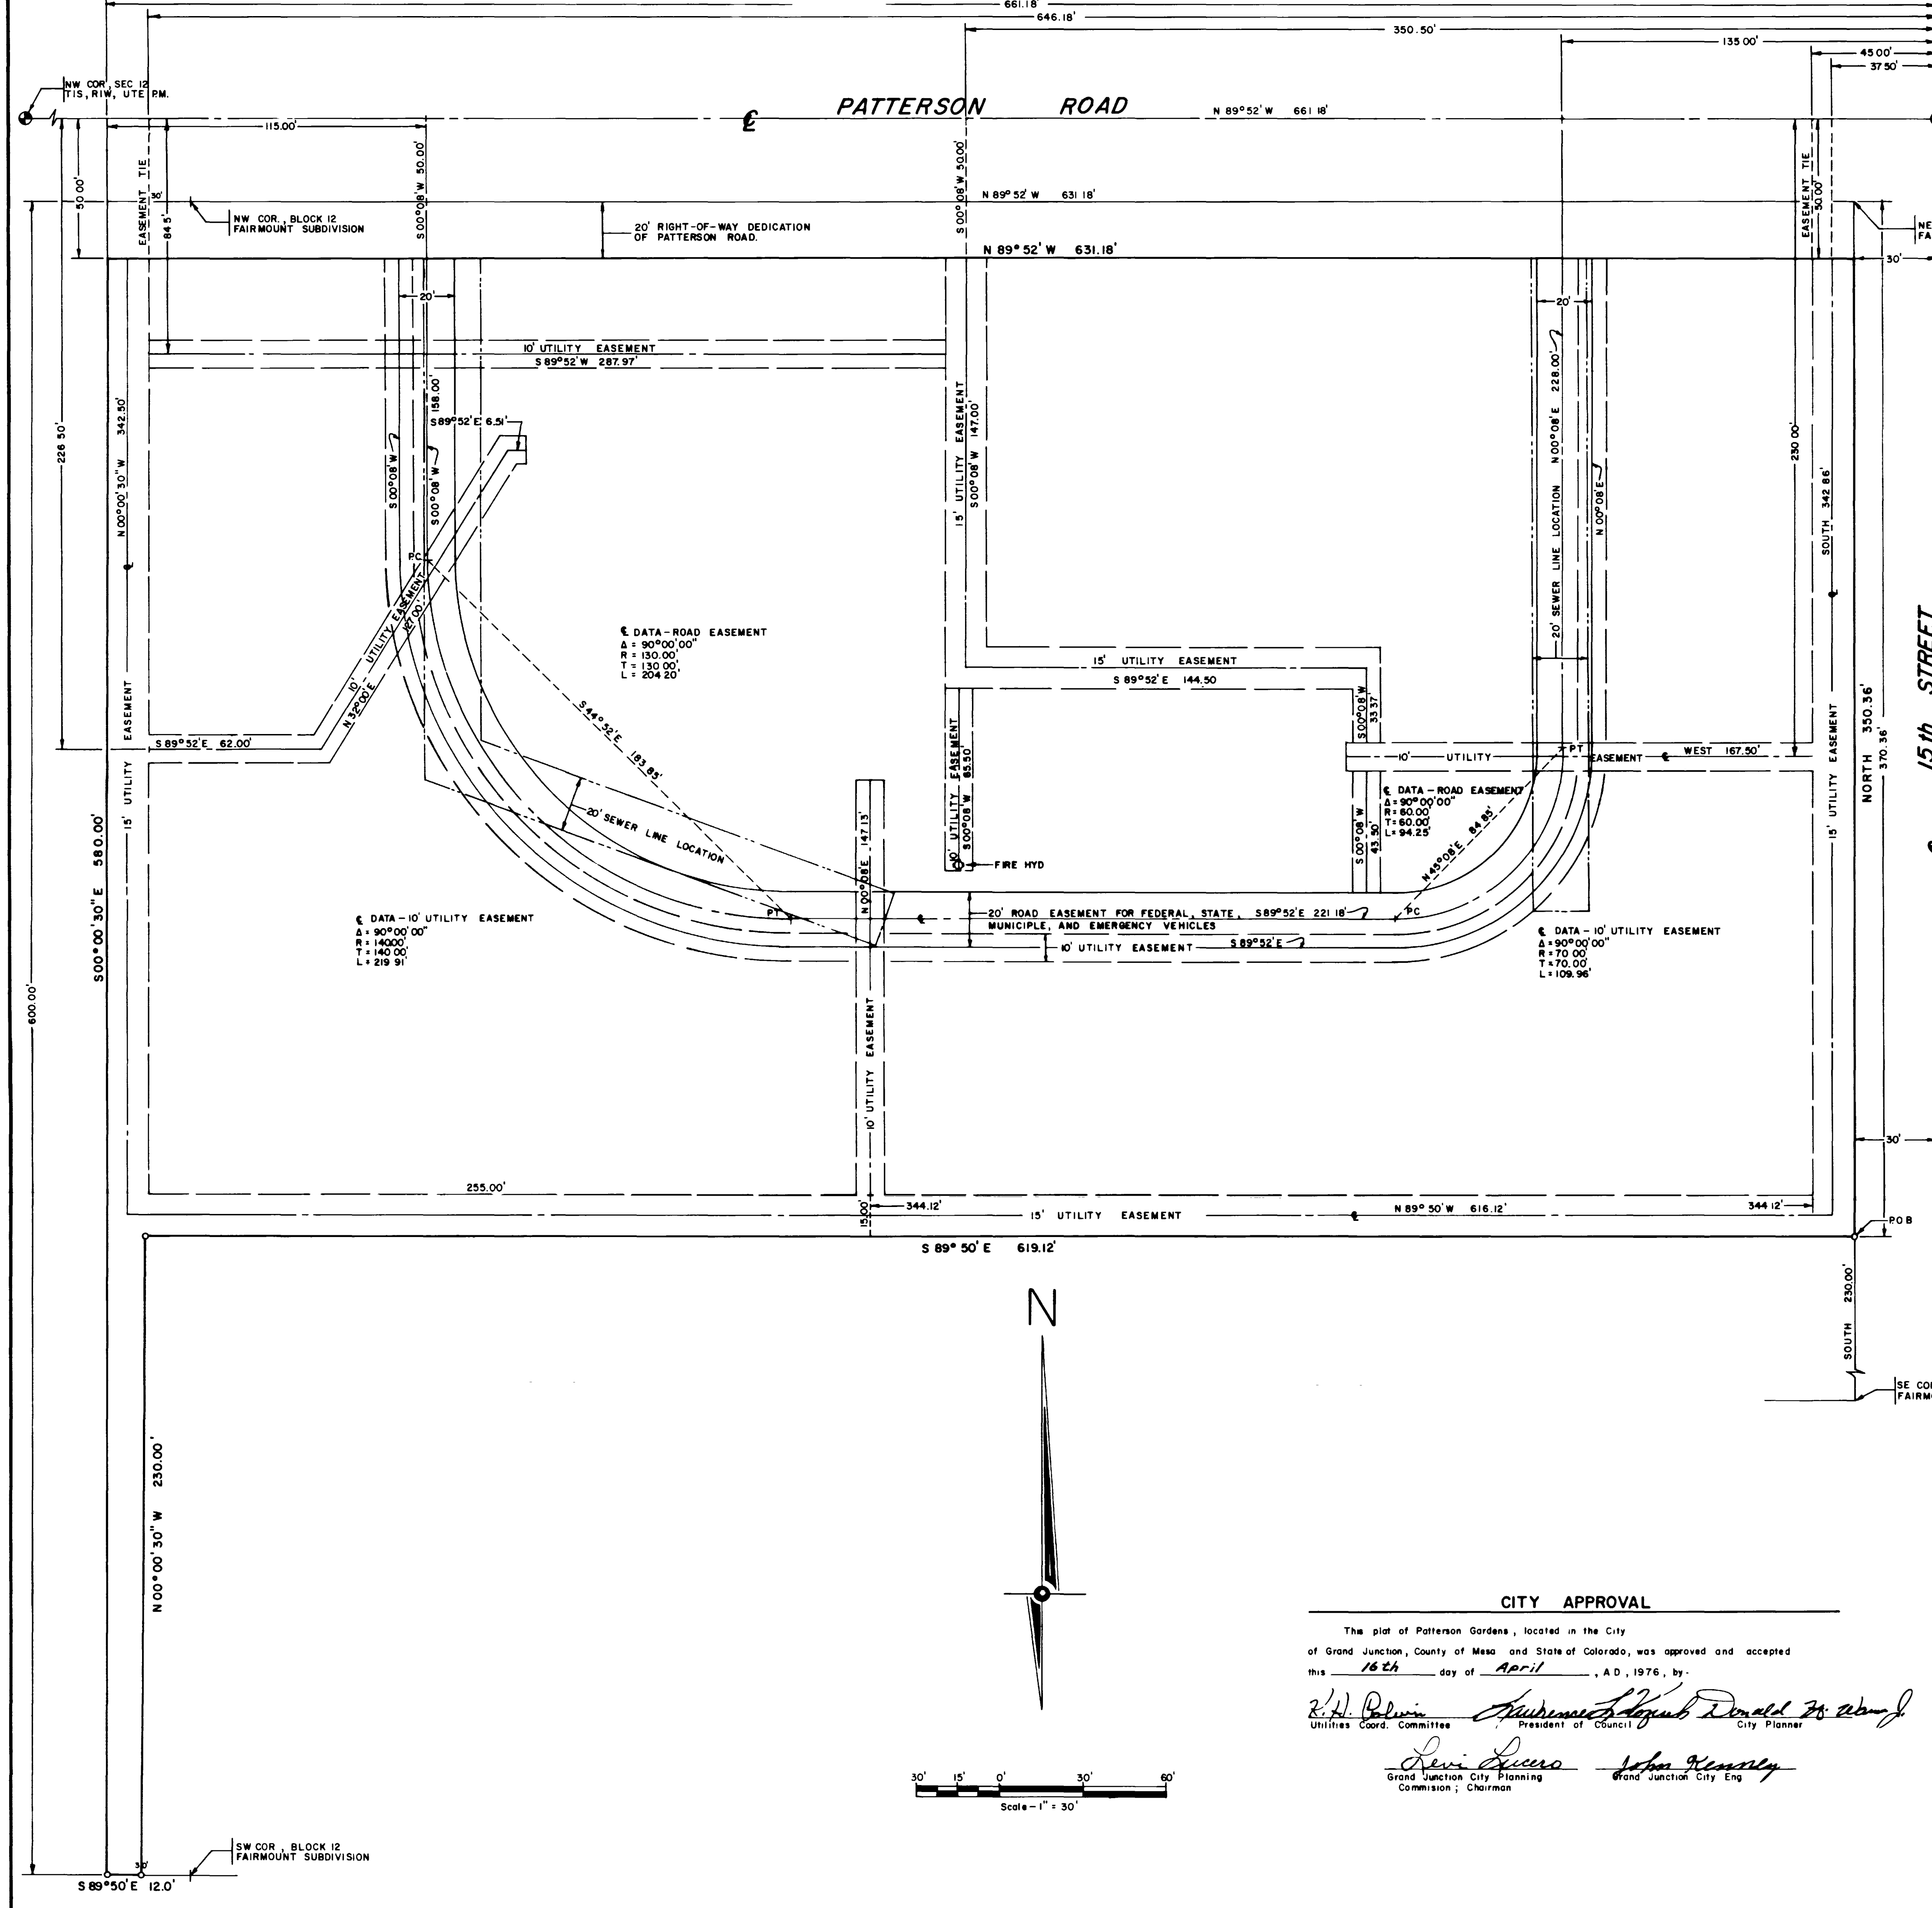 661.18'
646.18'
350.50'
135.00'
45.00'
37.50'
NW COR, SEC 12
T1S, R1W, UTE P.M.
PATTERSON ROAD
N 89°52' W 661.18'
115.00'
EASEMENT TIE
50.00'
84.5'
30'
NW COR., BLOCK 12
FAIRMOUNT SUBDIVISION
S 00°08' W 50.00'
20' RIGHT-OF-WAY DEDICATION
OF PATTERSON ROAD.
S 00°08' W 50.00'
N 89°52' W 631.18'
N 89°52' W 631.18'
EASEMENT TIE
50.00'
30'
NE
FA
20'
20'
10' UTILITY EASEMENT
S 89°52' W 287.97'
226.50'
N 00°00'30" W 342.50'
S 00°08' W
S 00°08' W 158.00'
S 89°52' E 6.51'
15' UTILITY EASEMENT
S 00°08' W 147.00'
20' SEWER LINE LOCATION N 00°08' E 228.00'
N 00°08' E
230.00'
SOUTH 342.86'
PC
10' UTILITY EASEMENT
N 32°00' E 127.00'
℄ DATA-ROAD EASEMENT
Δ = 90°00'00"
R = 130.00'
T = 130.00'
L = 204.20'
15th STREET
15' UTILITY EASEMENT
S 89°52' E 144.50
S 44°52' E 183.85'
S 00°08' W 33.37'
S 89°52' E 62.00'
15' UTILITY EASEMENT
10' UTILITY EASEMENT
S 00°08' W 65.50'
PT
10' UTILITY EASEMENT ℄ WEST 167.50'
15' UTILITY EASEMENT
NORTH 350.36'
370.36'
℄ DATA-ROAD EASEMENT
Δ = 90°00'00"
R = 60.00'
T = 60.00'
L = 94.25'
S 00°08' W 43.50'
N 45°08' E 84.85'
20' SEWER LINE LOCATION
N 00°08' E 147.13'
FIRE HYD
S 00°00'30" E 580.00'
600.00'
PT
℄
20' ROAD EASEMENT FOR FEDERAL, STATE, S 89°52' E 221.18'
MUNICIPLE, AND EMERGENCY VEHICLES
PC
10' UTILITY EASEMENT S 89°52' E
℄ DATA-10' UTILITY EASEMENT
Δ = 90°00'00"
R = 140.00'
T = 140.00'
L = 219.91'
℄ DATA-10' UTILITY EASEMENT
Δ = 90°00'00"
R = 70.00'
T = 70.00'
L = 109.96'
10' UTILITY EASEMENT
30'
255.00'
15.00'
344.12'
15' UTILITY EASEMENT
℄
N 89°50' W 616.12'
344.12'
P.O.B
S 89°50' E 619.12'
SOUTH 230.00'
SE COR
FAIRMO
N
N 00°00'30" W 230.00'
CITY APPROVAL
This plat of Patterson Gardens, located in the City
of Grand Junction, County of Mesa and State of Colorado, was approved and accepted
this 16th day of April, A D, 1976, by-
Utilities Coord. Committee President of Council City Planner
Levi Lucero John Kenney
Grand Junction City Planning Grand Junction City Eng
Commision; Chairman
30' 15' 0' 30' 60'
Scale-1" = 30'
SW COR, BLOCK 12
FAIRMOUNT SUBDIVISION
S 89°50' E 12.0'